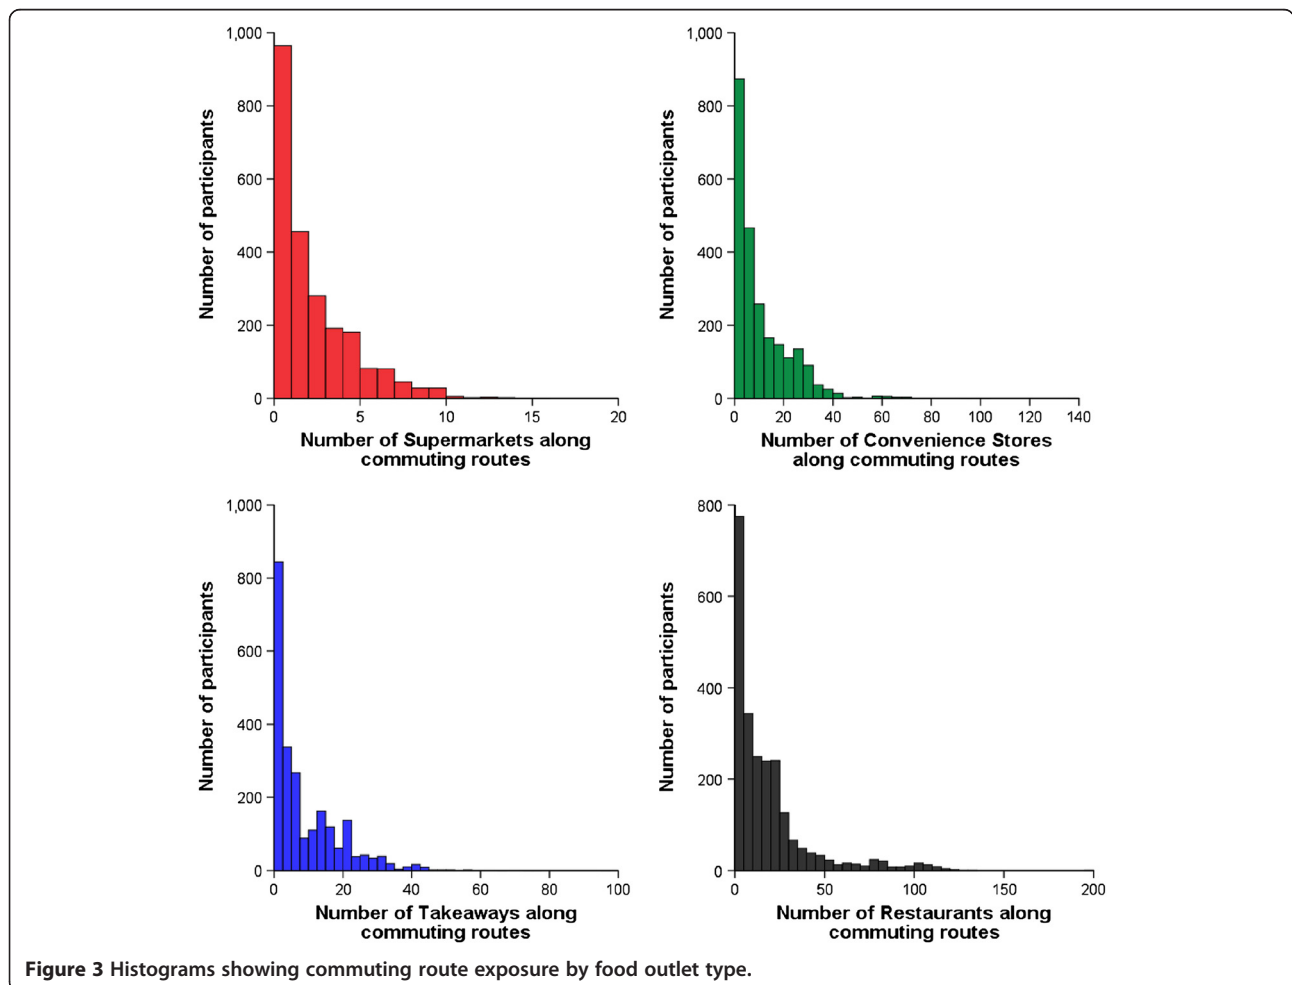 1,000
800
600
400
200
0
Number of participants
0 5 10 15 20
Number of Supermarkets along
commuting routes
1,000
800
600
400
200
0
Number of participants
0 20 40 60 80 100 120 140
Number of Convenience Stores
along commuting routes
1,000
800
600
400
200
0
Number of participants
0 20 40 60 80 100
Number of Takeaways along
commuting routes
800
600
400
200
0
Number of participants
0 50 100 150 200
Number of Restaurants along
commuting routes
Figure 3 Histograms showing commuting route exposure by food outlet type.